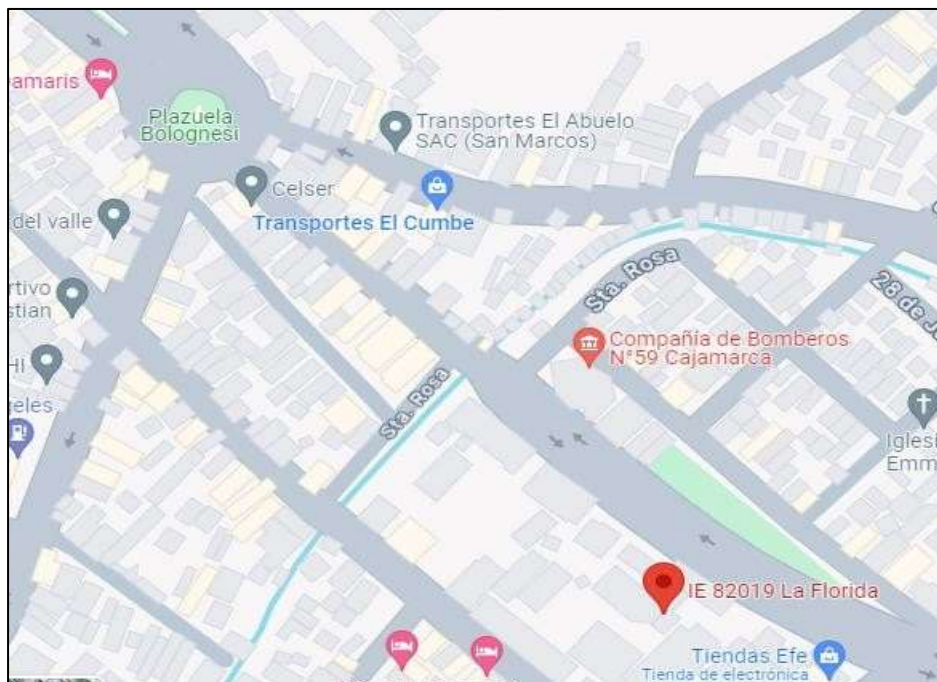 amaris
Plazuela
Bolognesi
Transportes El Abuelo
SAC (San Marcos)
Celser
del valle
Transportes El Cumbe
rtivo
stian
Sta. Rosa
28 de J
HI
Compañía de Bomberos
N°59 Cajamarca
eles
Sta. Rosa
Iglesi
Emm
IE 82019 La Florida
Tiendas Efe
Tienda de electrónica